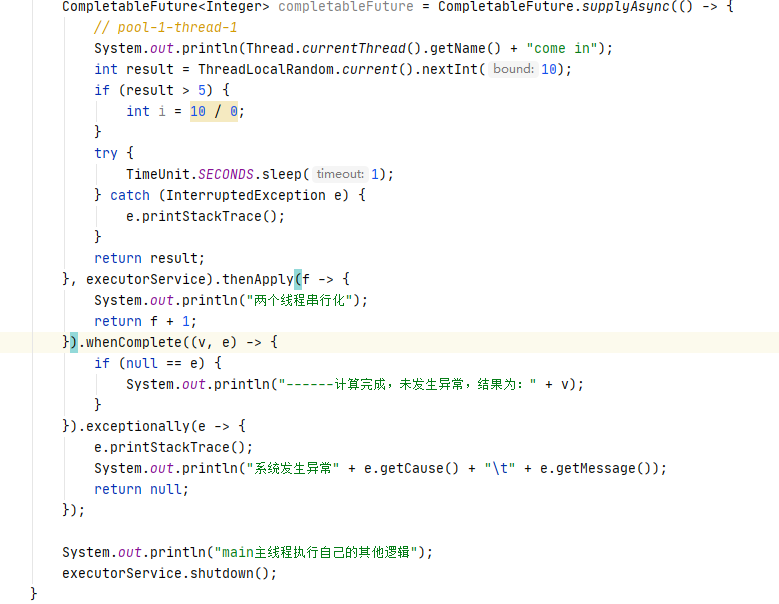 CompletableFuture<Integer> completableFuture = CompletableFuture.supplyAsync(() -> {
// pool-1-thread-1
System.out.println(Thread.currentThread().getName() + "come in");
int result = ThreadLocalRandom.current().nextInt( bound: 10);
if (result > 5) {
int i = 10 / 0;
}
try {
TimeUnit.SECONDS.sleep( timeout: 1);
} catch (InterruptedException e) {
e.printStackTrace();
}
return result;
}, executorService).thenApply(f -> {
System.out.println("两个线程串行化");
return f + 1;
}).whenComplete((v, e) -> {
if (null == e) {
System.out.println("------计算完成，未发生异常，结果为：" + v);
}
}).exceptionally(e -> {
e.printStackTrace();
System.out.println("系统发生异常" + e.getCause() + "\t" + e.getMessage());
return null;
});
System.out.println("main主线程执行自己的其他逻辑");
executorService.shutdown();
}